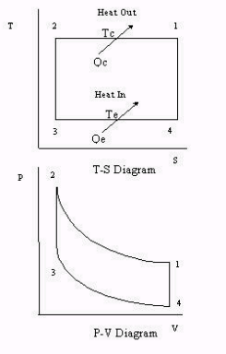 Heat Out
T 2 1
Tc
Qc
Heat In
Te
3 4
Qe
S
T-S Diagram
P 2
1
3
4
P-V Diagram V